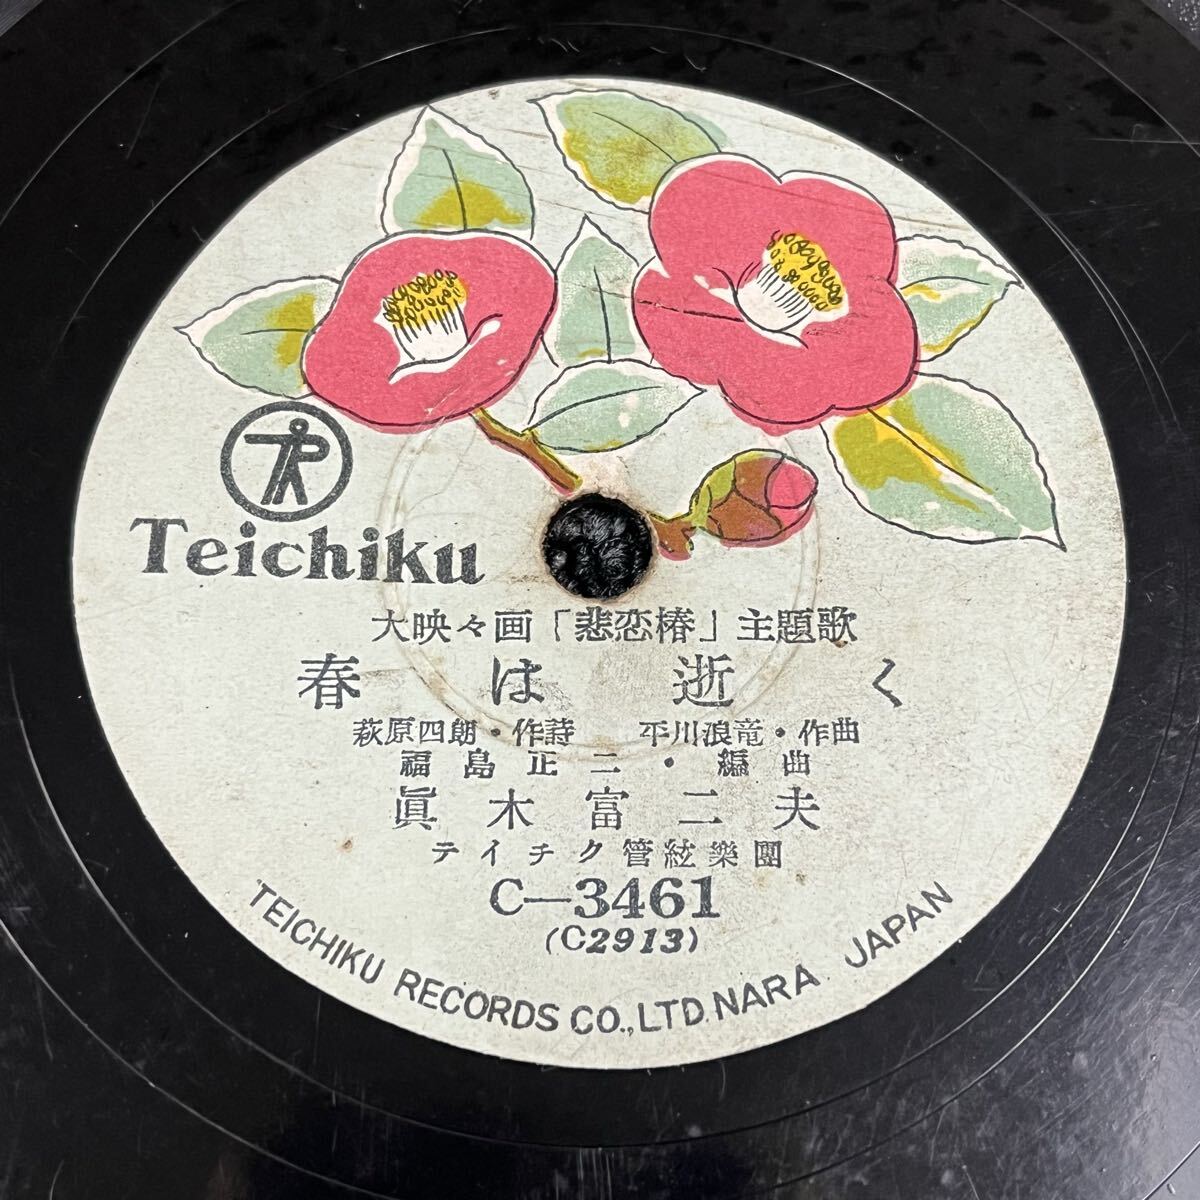 Teichiku
大映々画「悲恋椿」主題歌
春は逝く
萩原四朗・作詩　平川浪竜・作曲
福島正二・編曲
眞木富二夫
テイチク管絃樂團
C-3461
(C2913)
TEICHIKU RECORDS CO., LTD. NARA JAPAN